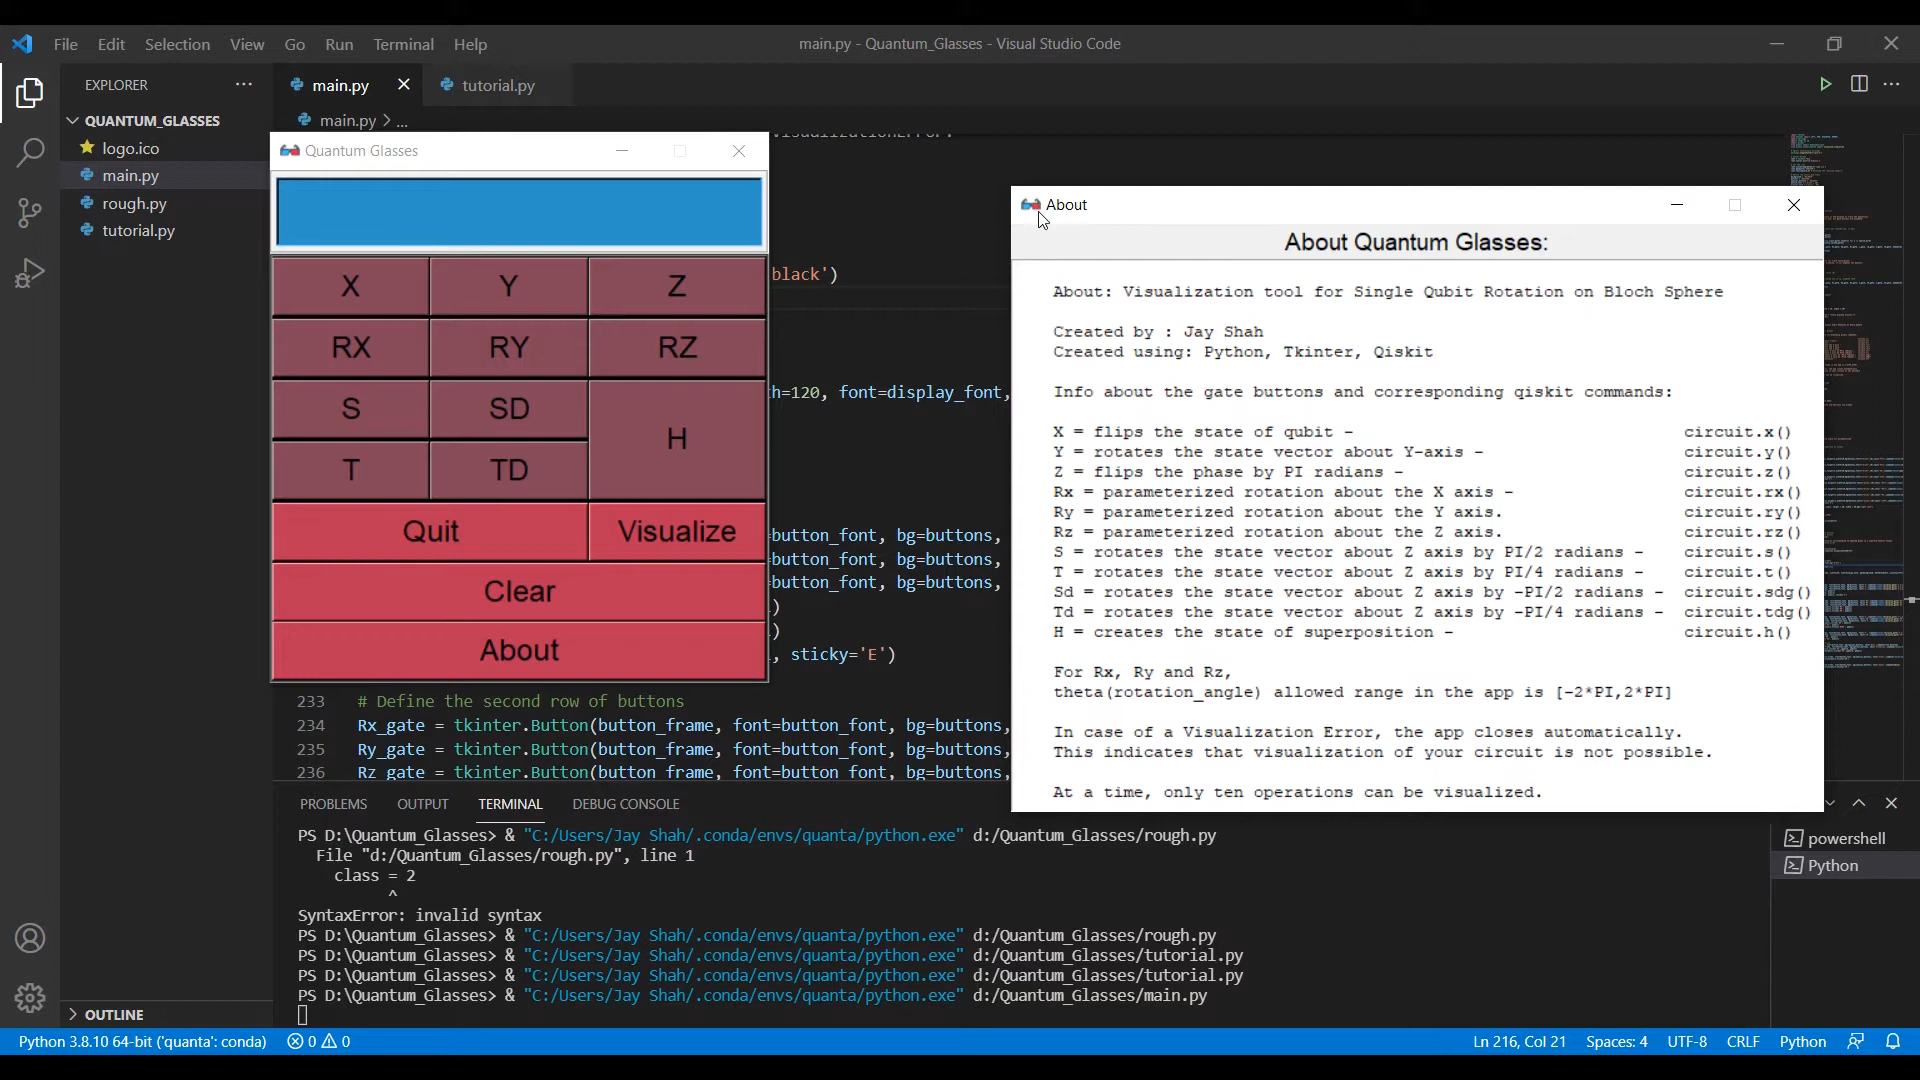 File Edit Selection View Go Run Terminal Help
main.py - Quantum_Glasses - Visual Studio Code
EXPLORER
QUANTUM_GLASSES
logo.ico
main.py
rough.py
tutorial.py
OUTLINE
main.py
tutorial.py
main.py > ...
Quantum Glasses
X Y Z
RX RY RZ
S SD H
T TD
Quit Visualize
Clear
About
black')
th=120, font=display_font,
=button_font, bg=buttons,
=button_font, bg=buttons,
=button_font, bg=buttons,
)
)
, sticky='E')
233 # Define the second row of buttons
234 Rx_gate = tkinter.Button(button_frame, font=button_font, bg=buttons,
235 Ry_gate = tkinter.Button(button_frame, font=button_font, bg=buttons,
236 Rz_gate = tkinter.Button(button_frame, font=button_font, bg=buttons,
About
About Quantum Glasses:
About: Visualization tool for Single Qubit Rotation on Bloch Sphere
Created by : Jay Shah
Created using: Python, Tkinter, Qiskit
Info about the gate buttons and corresponding qiskit commands:
X = flips the state of qubit - circuit.x()
Y = rotates the state vector about Y-axis - circuit.y()
Z = flips the phase by PI radians - circuit.z()
Rx = parameterized rotation about the X axis - circuit.rx()
Ry = parameterized rotation about the Y axis. circuit.ry()
Rz = parameterized rotation about the Z axis. circuit.rz()
S = rotates the state vector about Z axis by PI/2 radians - circuit.s()
T = rotates the state vector about Z axis by PI/4 radians - circuit.t()
Sd = rotates the state vector about Z axis by -PI/2 radians - circuit.sdg()
Td = rotates the state vector about Z axis by -PI/4 radians - circuit.tdg()
H = creates the state of superposition - circuit.h()
For Rx, Ry and Rz,
theta(rotation_angle) allowed range in the app is [-2*PI,2*PI]
In case of a Visualization Error, the app closes automatically.
This indicates that visualization of your circuit is not possible.
At a time, only ten operations can be visualized.
PROBLEMS OUTPUT TERMINAL DEBUG CONSOLE
PS D:\Quantum_Glasses> & "C:/Users/Jay Shah/.conda/envs/quanta/python.exe" d:/Quantum_Glasses/rough.py
File "d:/Quantum_Glasses/rough.py", line 1
class = 2
^
SyntaxError: invalid syntax
PS D:\Quantum_Glasses> & "C:/Users/Jay Shah/.conda/envs/quanta/python.exe" d:/Quantum_Glasses/rough.py
PS D:\Quantum_Glasses> & "C:/Users/Jay Shah/.conda/envs/quanta/python.exe" d:/Quantum_Glasses/tutorial.py
PS D:\Quantum_Glasses> & "C:/Users/Jay Shah/.conda/envs/quanta/python.exe" d:/Quantum_Glasses/tutorial.py
PS D:\Quantum_Glasses> & "C:/Users/Jay Shah/.conda/envs/quanta/python.exe" d:/Quantum_Glasses/main.py
powershell
Python
Python 3.8.10 64-bit ('quanta': conda) 0 0
Ln 216, Col 21 Spaces: 4 UTF-8 CRLF Python